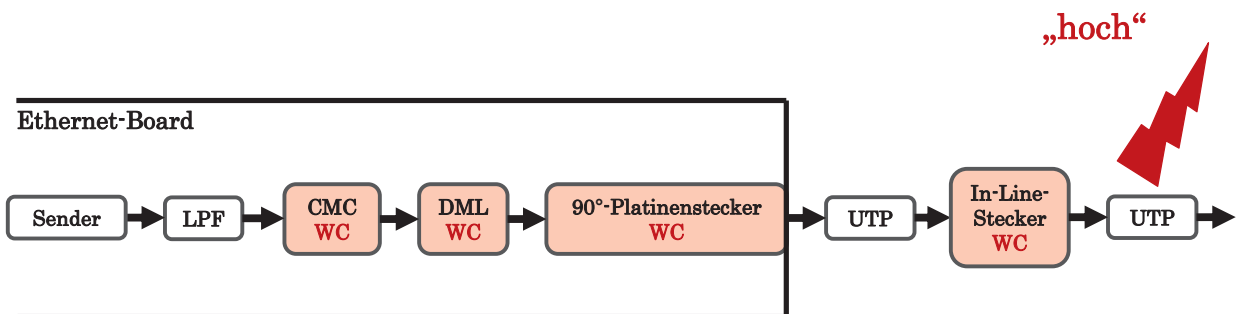 „hoch“
Ethernet-Board
Sender
LPF
CMC
WC
DML
WC
90°-Platinenstecker
WC
UTP
In-Line-
Stecker
WC
UTP